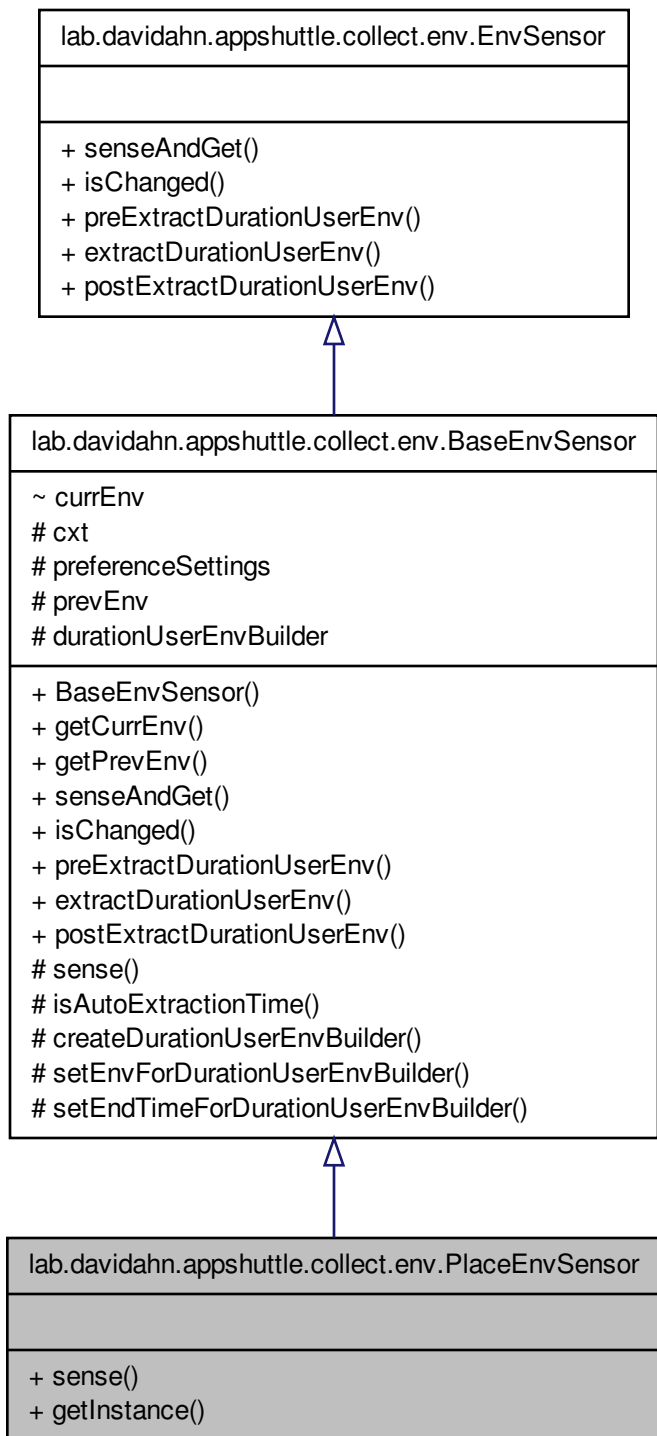 lab.davidahn.appshuttle.collect.env.EnvSensor
+ senseAndGet()
+ isChanged()
+ preExtractDurationUserEnv()
+ extractDurationUserEnv()
+ postExtractDurationUserEnv()
lab.davidahn.appshuttle.collect.env.BaseEnvSensor
~ currEnv
# cxt
# preferenceSettings
# prevEnv
# durationUserEnvBuilder
+ BaseEnvSensor()
+ getCurrEnv()
+ getPrevEnv()
+ senseAndGet()
+ isChanged()
+ preExtractDurationUserEnv()
+ extractDurationUserEnv()
+ postExtractDurationUserEnv()
# sense()
# isAutoExtractionTime()
# createDurationUserEnvBuilder()
# setEnvForDurationUserEnvBuilder()
# setEndTimeForDurationUserEnvBuilder()
lab.davidahn.appshuttle.collect.env.PlaceEnvSensor
+ sense()
+ getInstance()